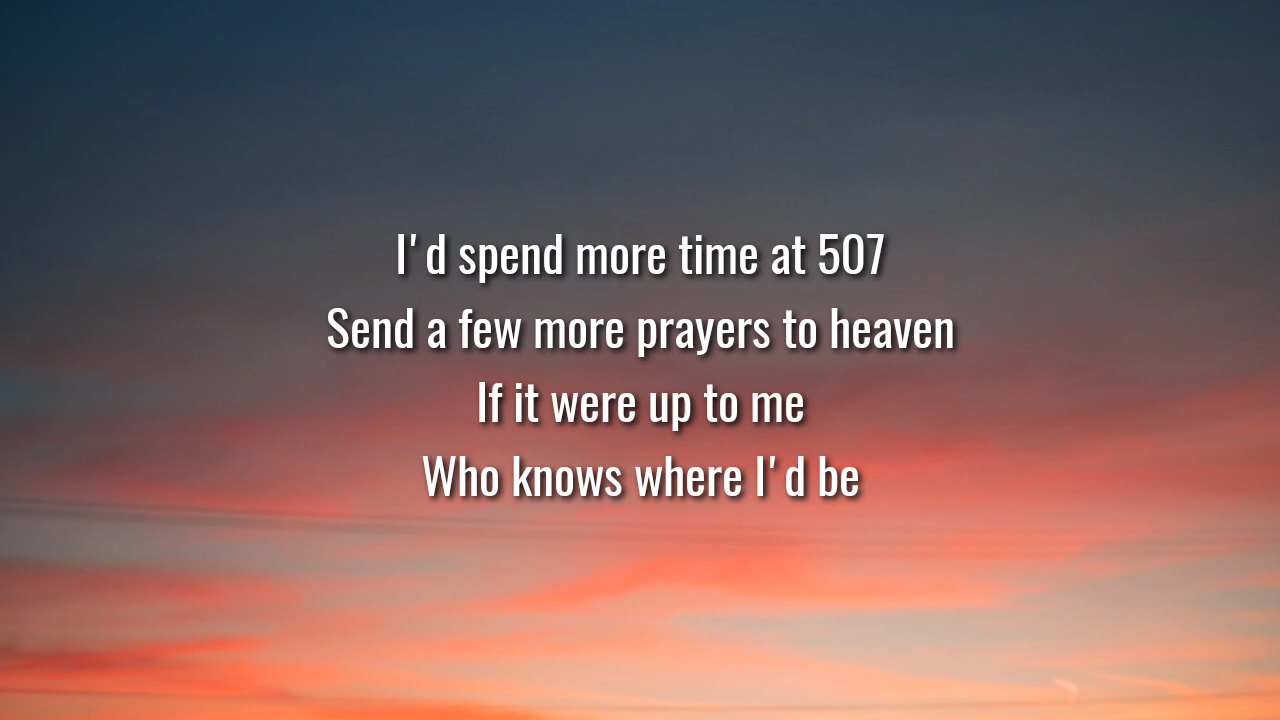 I'd spend more time at 507
Send a few more prayers to heaven
If it were up to me
Who knows where I'd be